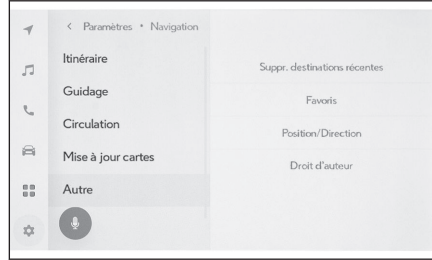 < Paramètres • Navigation
Itinéraire
Guidage
Circulation
Mise à jour cartes
Autre
Suppr. destinations récentes
Favoris
Position/Direction
Droit d'auteur